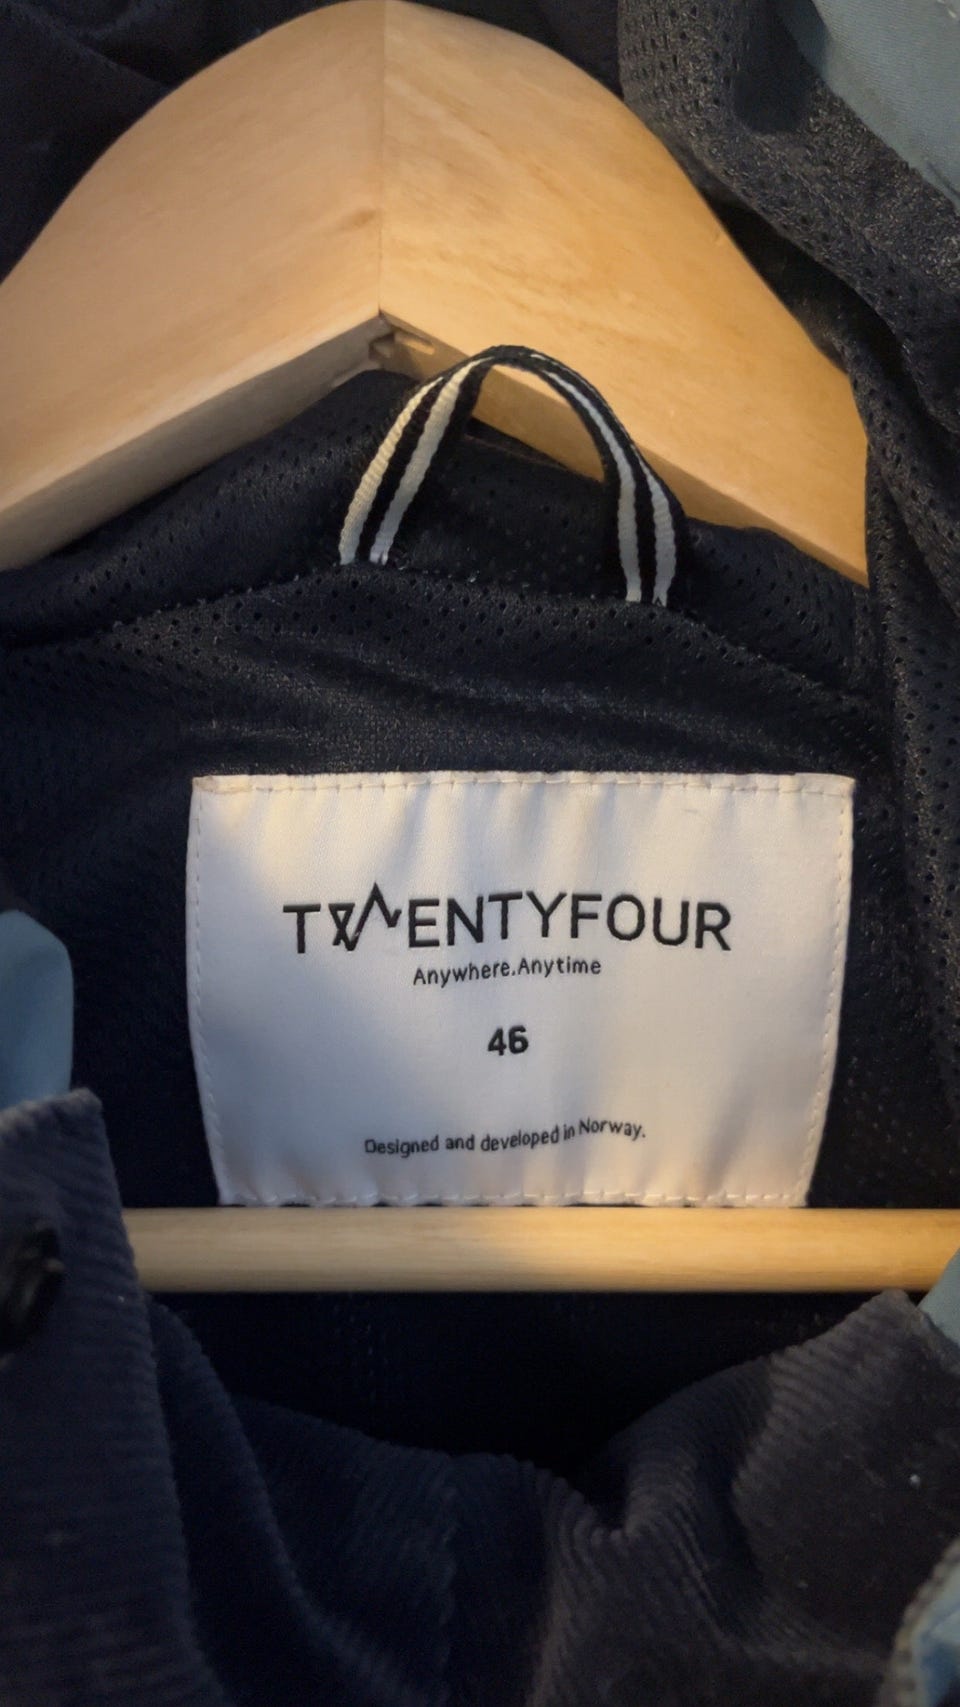 TWENTYFOUR
Anywhere.Anytime
46
Designed and developed in Norway.